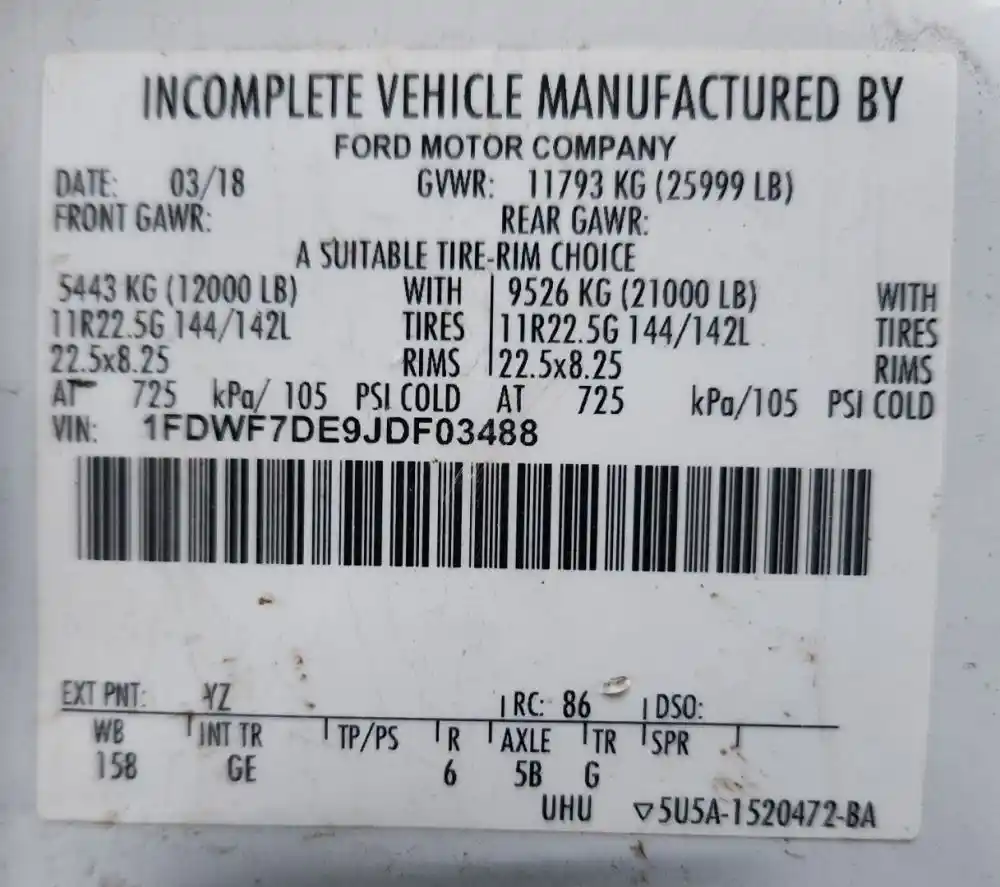 INCOMPLETE VEHICLE MANUFACTURED BY
FORD MOTOR COMPANY
DATE: 03/18 GVWR: 11793 KG (25999 LB)
FRONT GAWR: REAR GAWR:
A SUITABLE TIRE-RIM CHOICE
5443 KG (12000 LB) WITH 9526 KG (21000 LB) WITH
11R22.5G 144/142L TIRES 11R22.5G 144/142L TIRES
22.5x8.25 RIMS 22.5x8.25 RIMS
AT 725 kPa/ 105 PSI COLD AT 725 kPa/105 PSI COLD
VIN: 1FDWF7DE9JDF03488
EXT PNT: YZ RC: 86 DSO:
WB INT TR TP/PS R AXLE TR SPR
158 GE 6 5B G
UHU ▽5U5A-1520472-BA